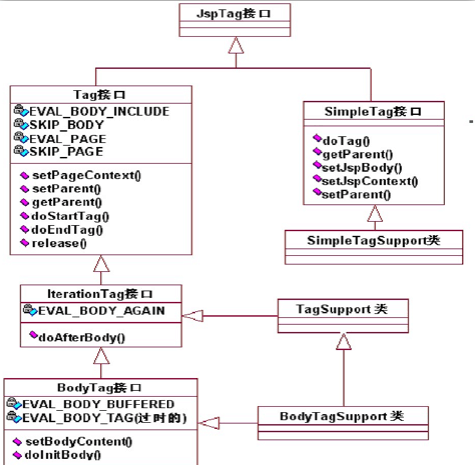 JspTag接口
Tag接口
EVAL_BODY_INCLUDE
SKIP_BODY
EVAL_PAGE
SKIP_PAGE
setPageContext()
setParent()
getParent()
doStartTag()
doEndTag()
release()
SimpleTag接口
doTag()
getParent()
setJspBody()
setJspContext()
setParent()
SimpleTagSupport类
IterationTag接口
EVAL_BODY_AGAIN
doAfterBody()
TagSupport 类
BodyTag接口
EVAL_BODY_BUFFERED
EVAL_BODY_TAG(过时的)
setBodyContent()
doInitBody()
BodyTagSupport 类